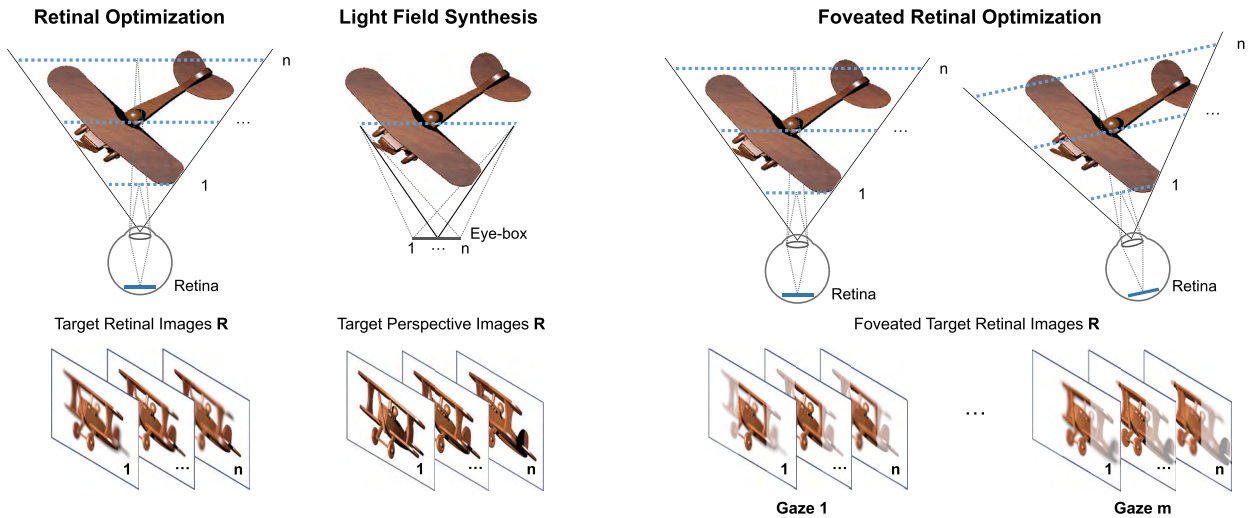 Retinal Optimization
n
...
1
Retina
Target Retinal Images R
1
...
n
Light Field Synthesis
Eye-box
1 ... n
Target Perspective Images R
1
...
n
Foveated Retinal Optimization
n
...
1
Retina
n
...
1
Retina
Foveated Target Retinal Images R
1
...
n
Gaze 1
...
1
...
n
Gaze m